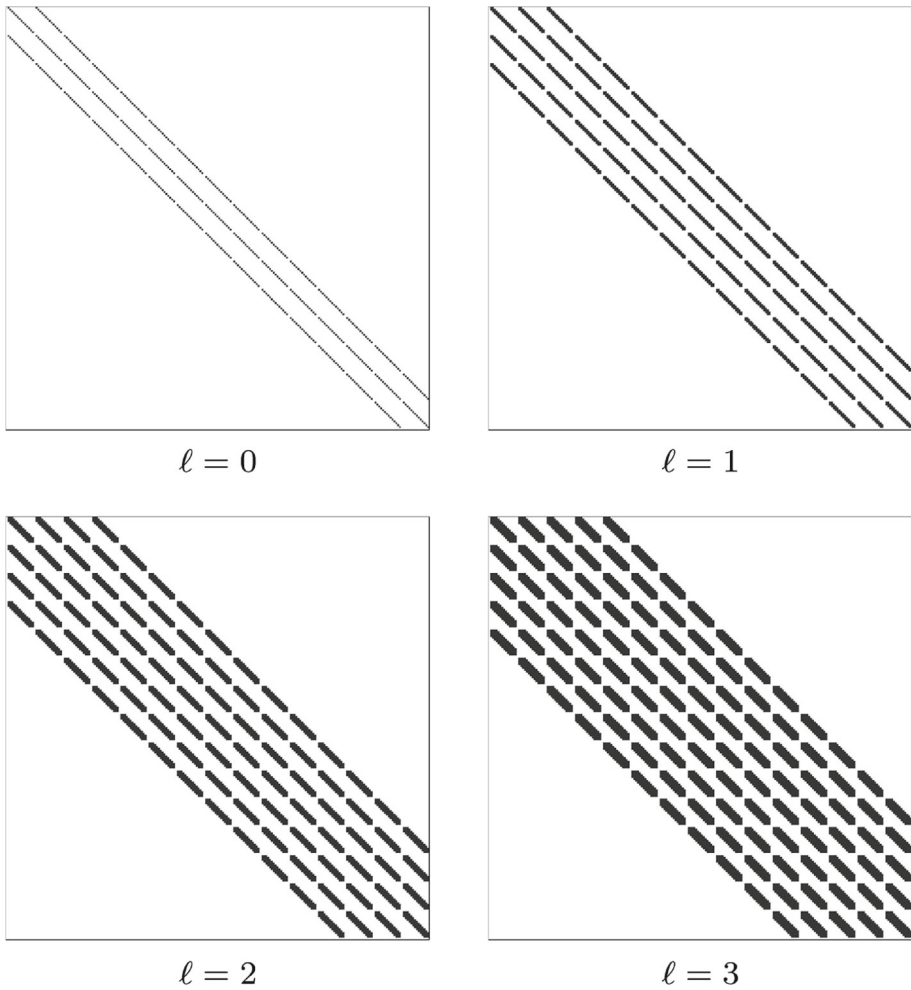 ℓ = 0
ℓ = 1
ℓ = 2
ℓ = 3